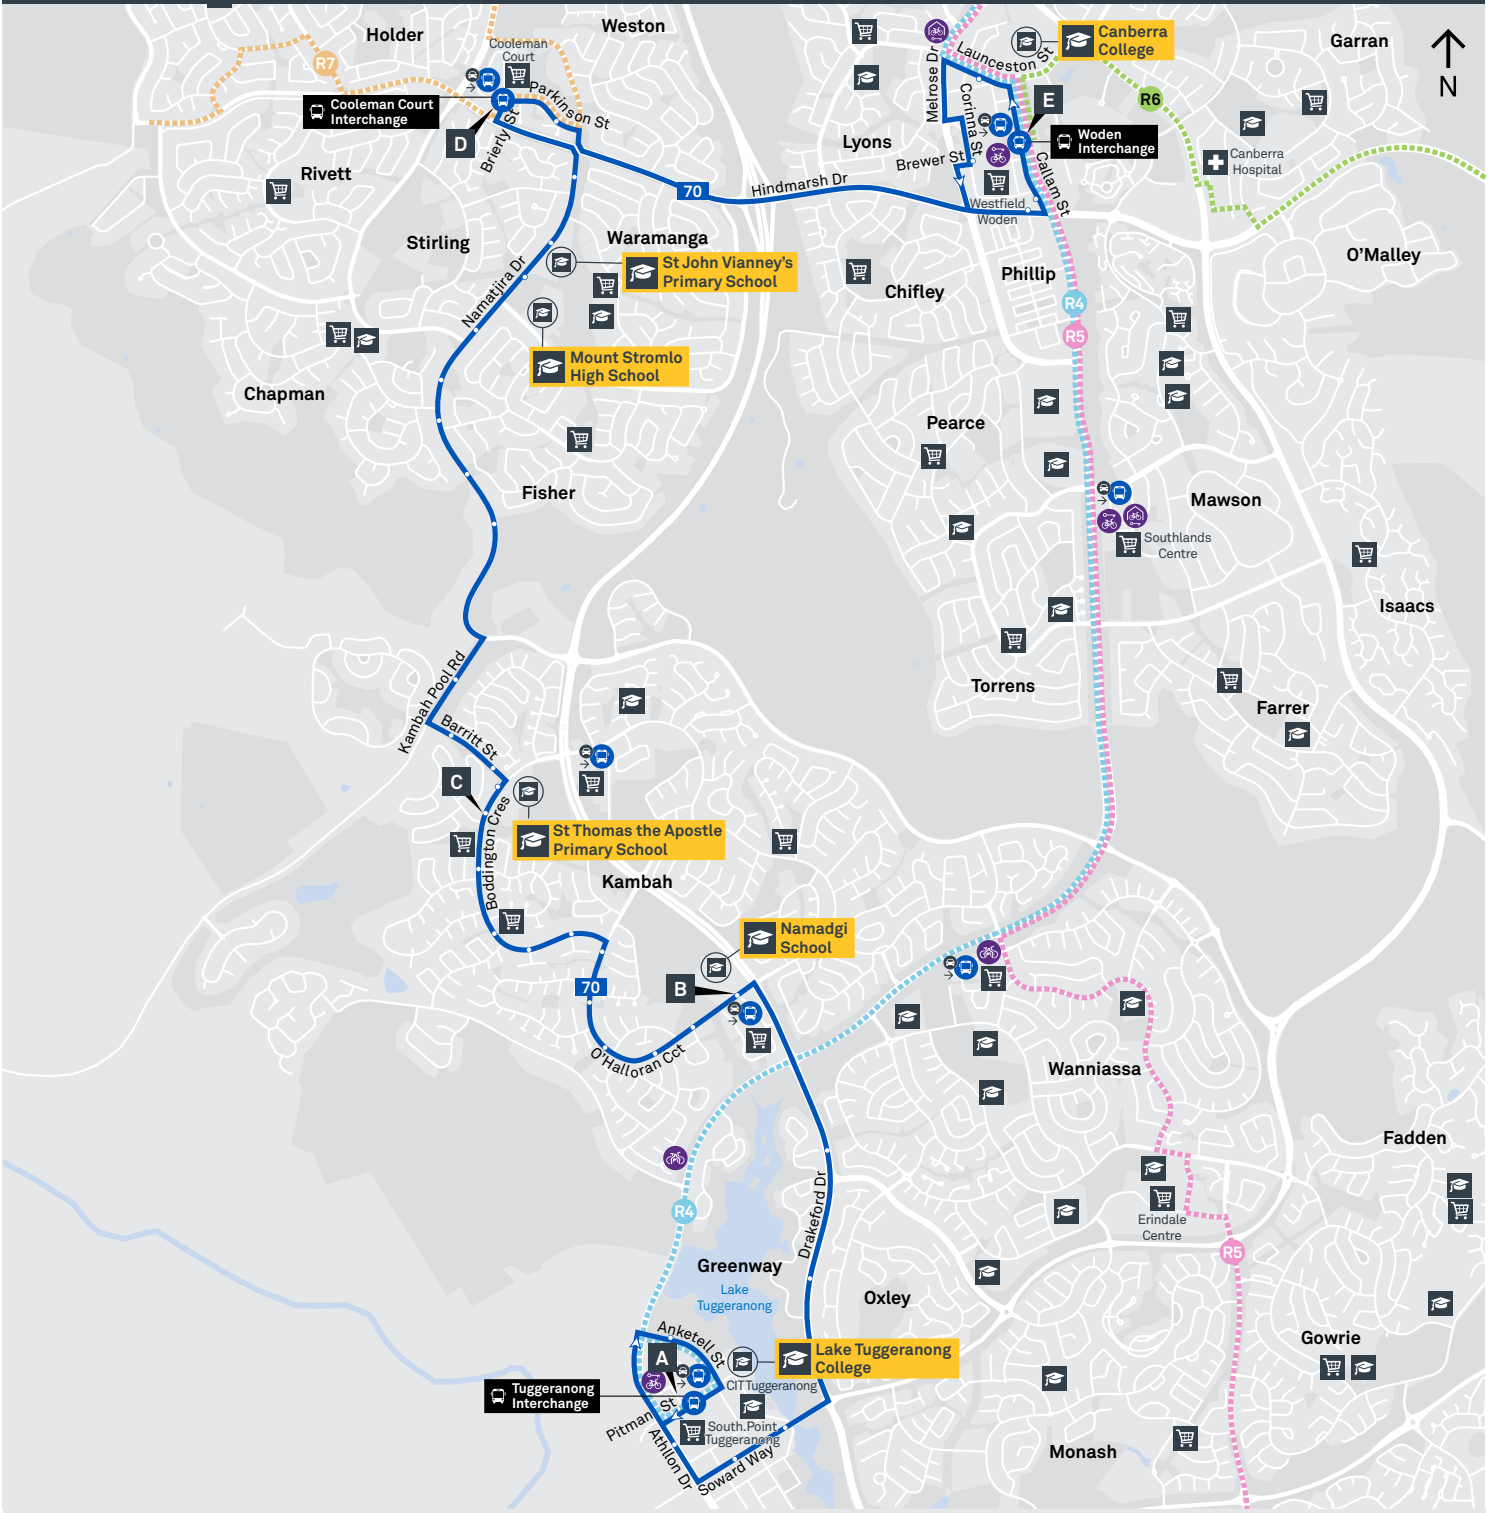 Holder
Weston
Cooleman
Court
R7
Cooleman Court
Interchange
Parkinson St
D
Brierly St
Rivett
Stirling
Waramanga
70
Hindmarsh Dr
Namatjira Dr
St John Vianney's
Primary School
Mount Stromlo
High School
Chapman
Fisher
Launceston St
Canberra
College
Garran
N
Melrose Dr
Corinna St
E
R6
Woden
Interchange
Lyons
Brewer St
Callam St
Canberra
Hospital
Westfield
Woden
O'Malley
Phillip
Chifley
R4
R5
Pearce
Mawson
Southlands
Centre
Isaacs
Torrens
Farrer
Kambah Pool Rd
Barritt St
C
Boddington Cres
St Thomas the Apostle
Primary School
Kambah
Namadgi
School
70
B
O'Halloran Cct
Wanniassa
Fadden
Erindale
Centre
R4
R5
Drakeford Dr
Greenway
Lake
Tuggeranong
Oxley
Gowrie
Anketell St
A
Lake Tuggeranong
College
CIT Tuggeranong
Tuggeranong
Interchange
Pitman St
South.Point
Tuggeranong
Athllon Dr
Soward Way
Monash